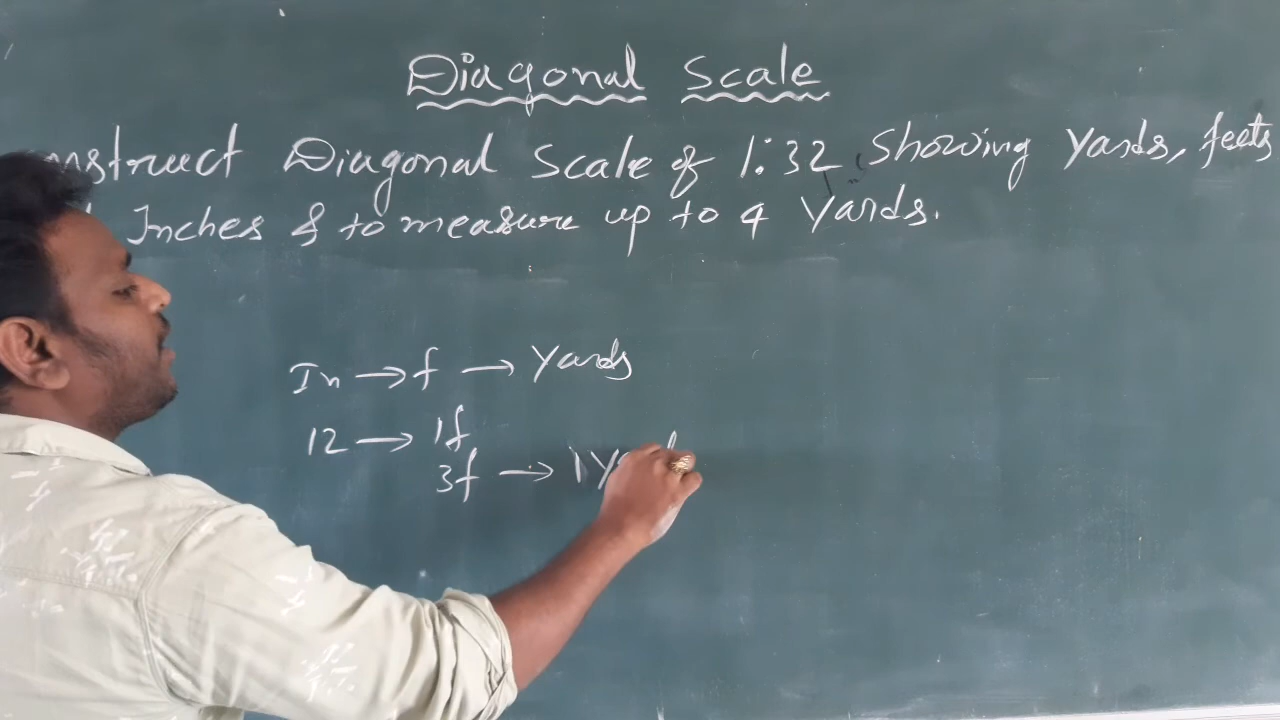 Diagonal Scale
nstruct Diagonal Scale of 1:32 Showing Yards, feets
Inches & to measure up to 4 Yards.
In → f → Yards
12 → 1f
3f → 1